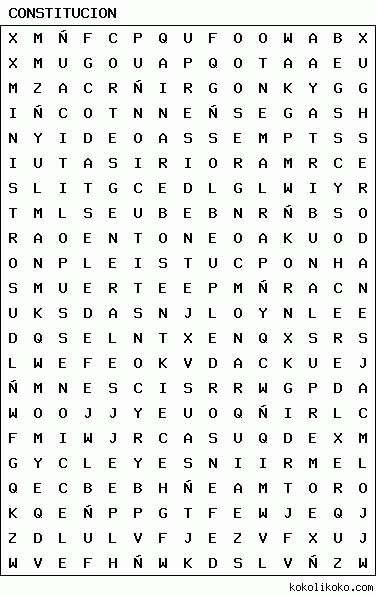 CONSTITUCION
X M Ñ F C P Q U F O O W A B X
X M U G O U A P Q O T A A E U
M Z A C R Ñ I R G O N K Y G G
I Ñ C O T N N E Ñ S E G A S H
N Y I D E O A S S E M P T S S
I U T A S I R I O R A M R C E
S L I T G C E D L G L W I Y R
T M L S E U B E B N R Ñ B S O
R A O E N T O N E O A K U O D
O N P L E I S T U C P O N H A
S M U E R T E E P M Ñ R A C N
U K S D A S N J L O Y N L E E
D Q S E L N T X E N Q X S R S
L W E F E O K V D A C K U E J
Ñ M N E S C I S R R W G P D A
W O O J J Y E U O Q Ñ I R L C
F M I W J R C A S U Q D E X M
G Y C L E Y E S N I I R M E L
Q E C B E B H Ñ E A M T O R O
K Q E Ñ P P G T F E W J E Q J
Z D L U L V F J E Z V F X U J
W V E F H Ñ W K D S L V Ñ Z W
kokolikoko.com